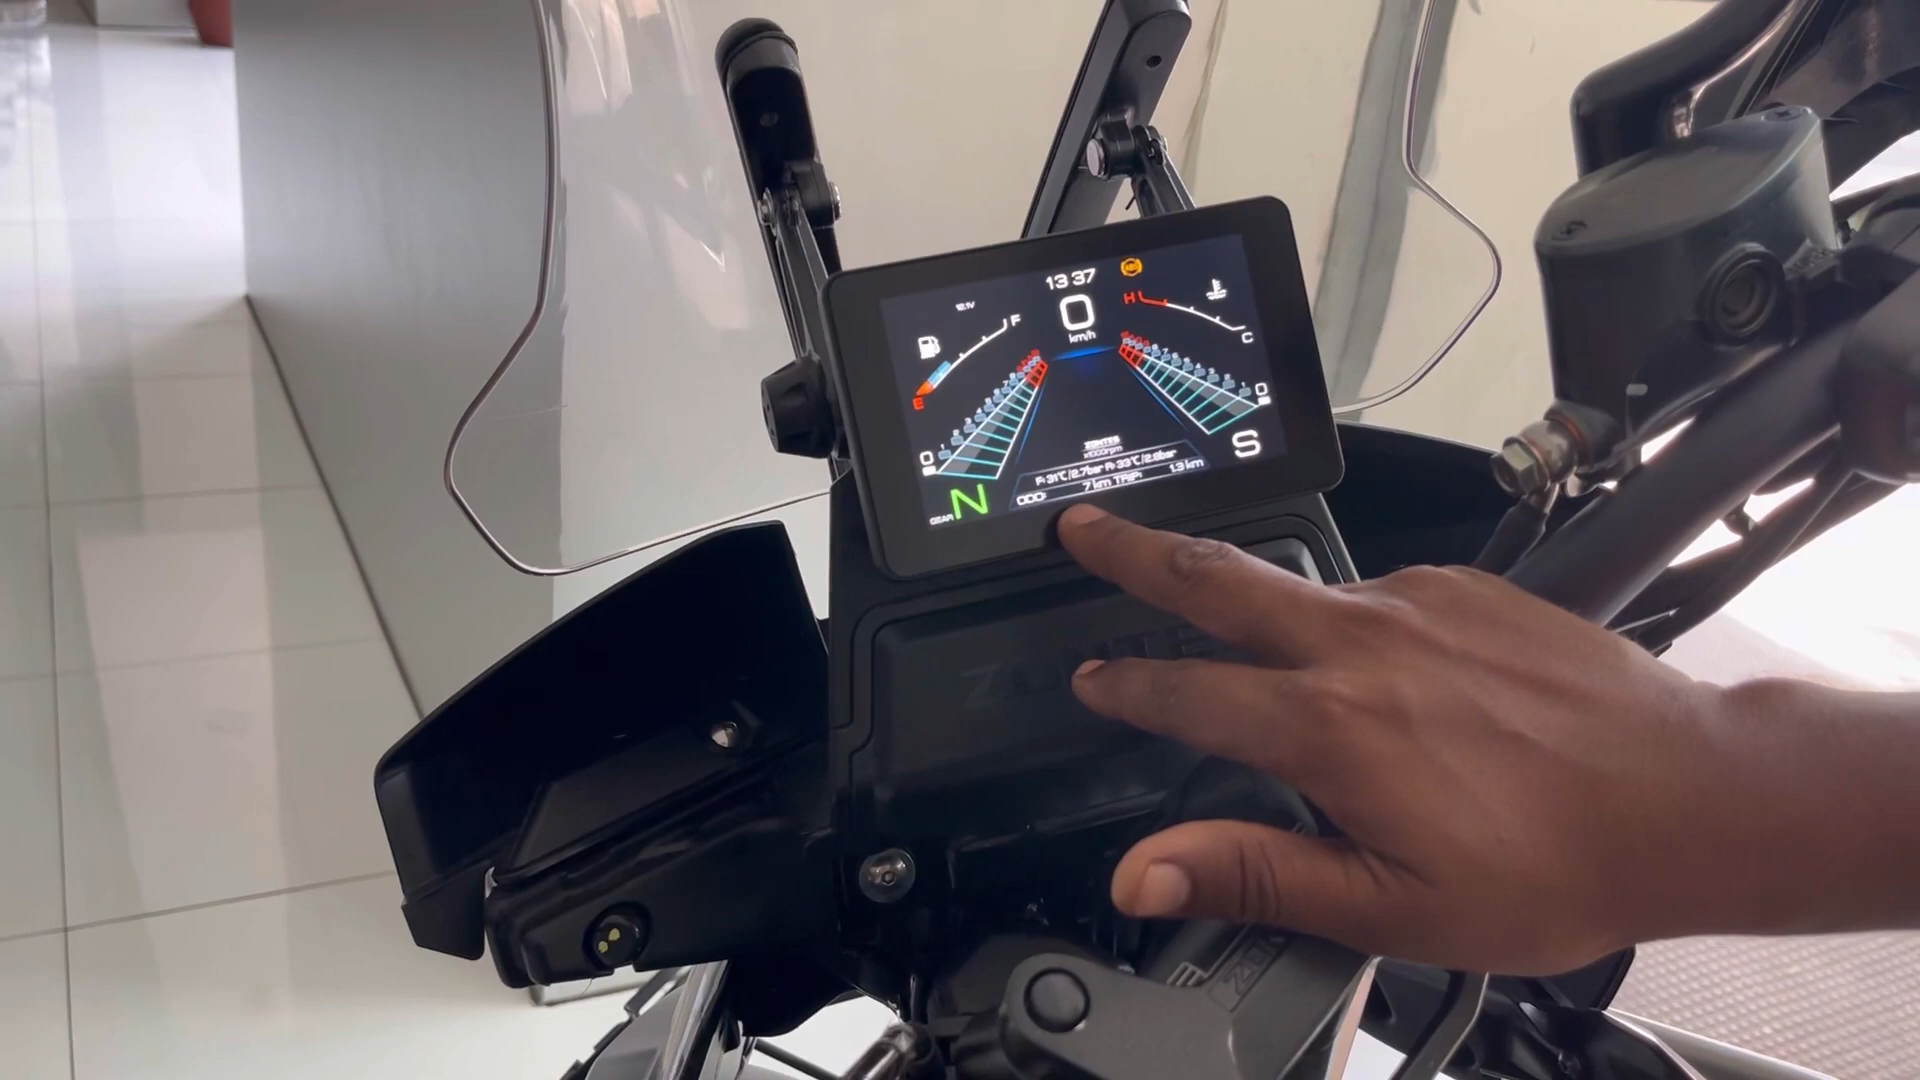 13 37
12.1V
F
H
0
km/h
C
E
0
0
ZONTES
x1000rpm
S
F: 31℃/2.7bar R: 33℃/2.8bar
ODO: 7 km TRIP: 1.3 km
GEAR N
ZONTES